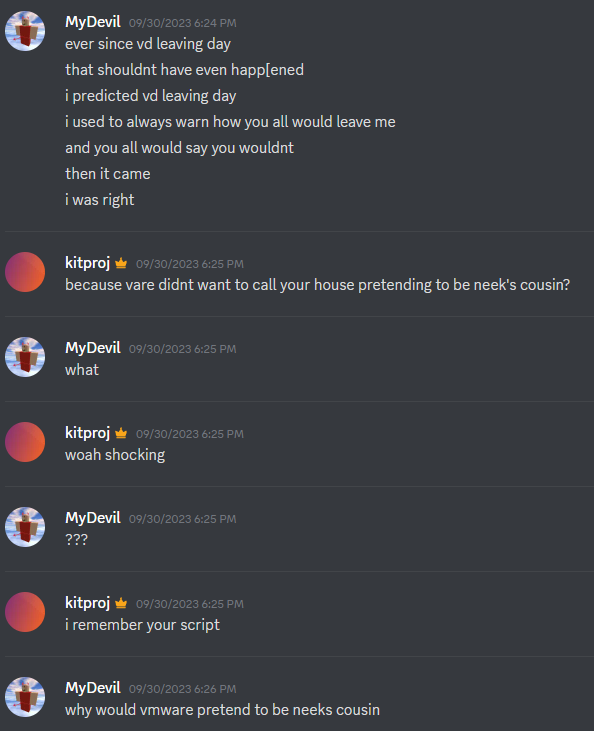 MyDevil 09/30/2023 6:24 PM
ever since vd leaving day
that shouldnt have even happ[ened
i predicted vd leaving day
i used to always warn how you all would leave me
and you all would say you wouldnt
then it came
i was right
kitproj 09/30/2023 6:25 PM
because vare didnt want to call your house pretending to be neek's cousin?
MyDevil 09/30/2023 6:25 PM
what
kitproj 09/30/2023 6:25 PM
woah shocking
MyDevil 09/30/2023 6:25 PM
???
kitproj 09/30/2023 6:25 PM
i remember your script
MyDevil 09/30/2023 6:26 PM
why would vmware pretend to be neeks cousin